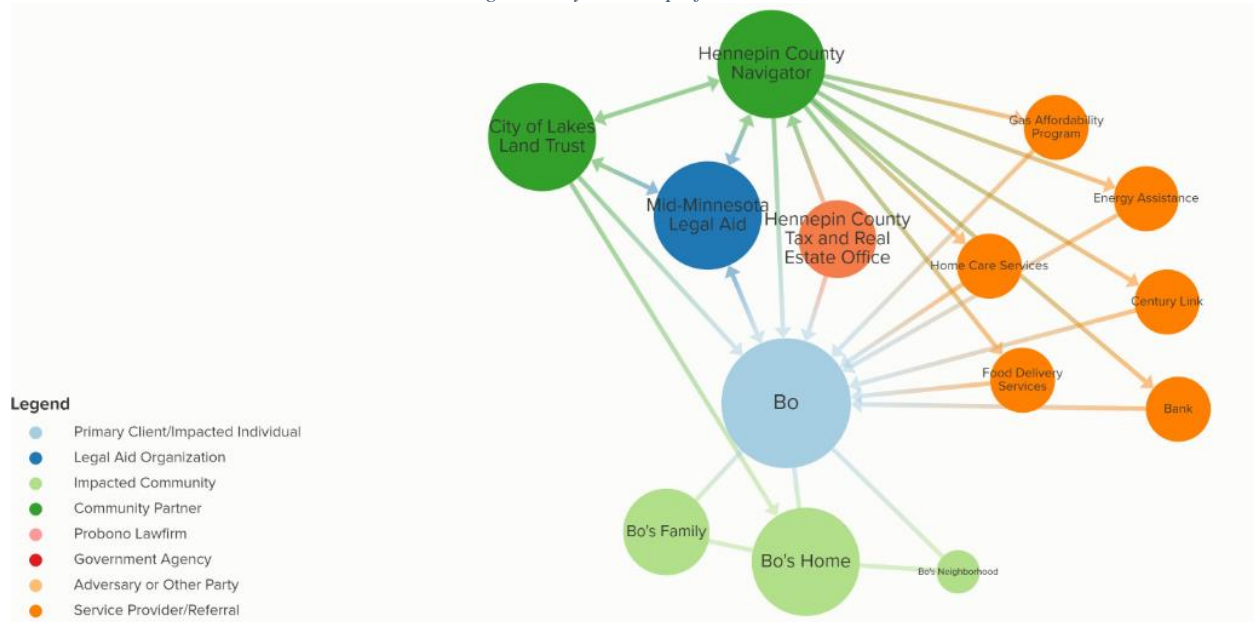 Hennepin County
Navigator
City of Lakes
Land Trust
Gas Affordability
Program
Mid-Minnesota
Legal Aid
Hennepin County
Tax and Real
Estate Office
Energy Assistance
Home Care Services
Century Link
Food Delivery
Services
Bo
Bank
Legend
Primary Client/Impacted Individual
Legal Aid Organization
Impacted Community
Community Partner
Probono Lawfirm
Government Agency
Adversary or Other Party
Service Provider/Referral
Bo's Family
Bo's Home
Bo's Neighborhood